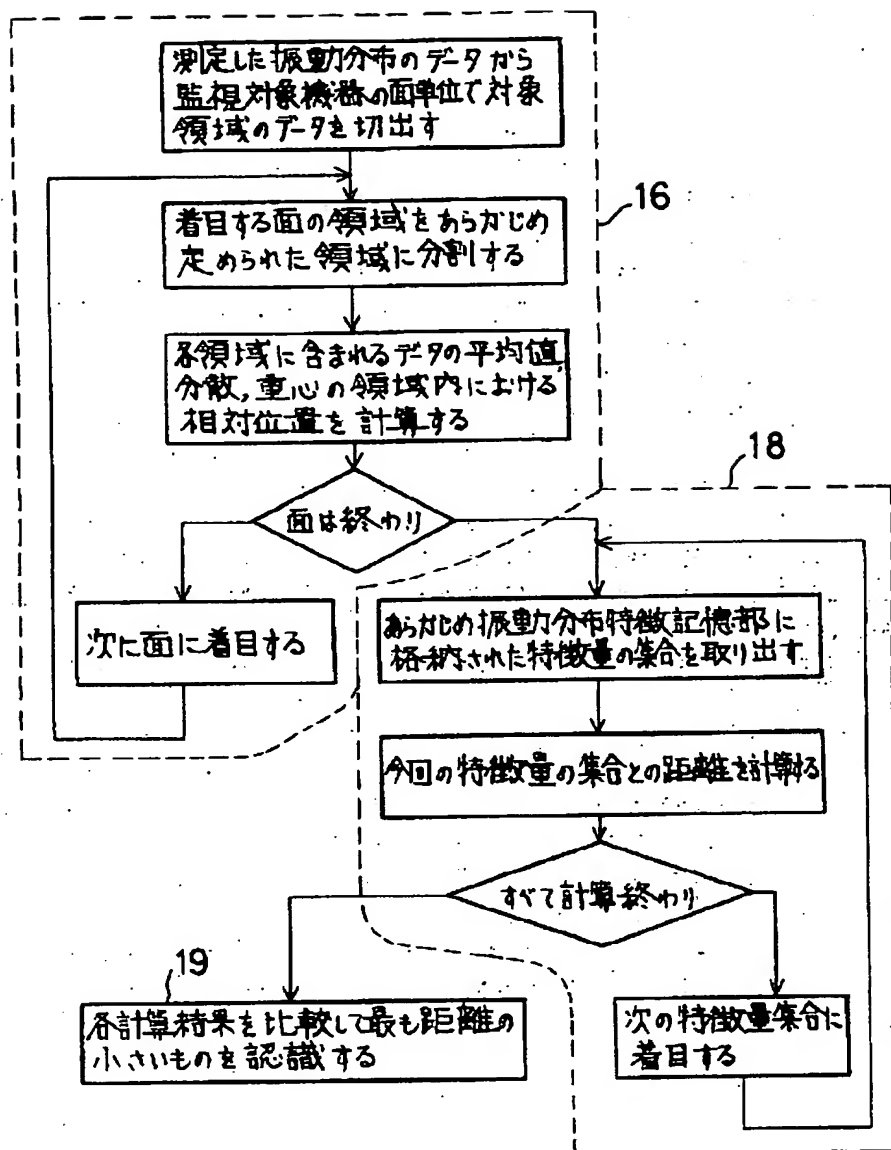 測定した振動分布のデータから
監視対象機器の面単位で対象
領域のデータを切出す
16
着目する面の領域をあらかじめ
定められた領域に分割する
各領域に含まれるデータの平均値,
分散,重心の領域内における
相対位置を計算する
18
面は終わり
次に面に着目する
あらかじめ振動分布特徴記憶部に
格納された特徴量の集合を取り出す
今回の特徴量の集合との距離を計算する
すべて計算終わり
19
各計算結果を比較して最も距離の
小さいものを認識する
次の特徴量集合に
着目する